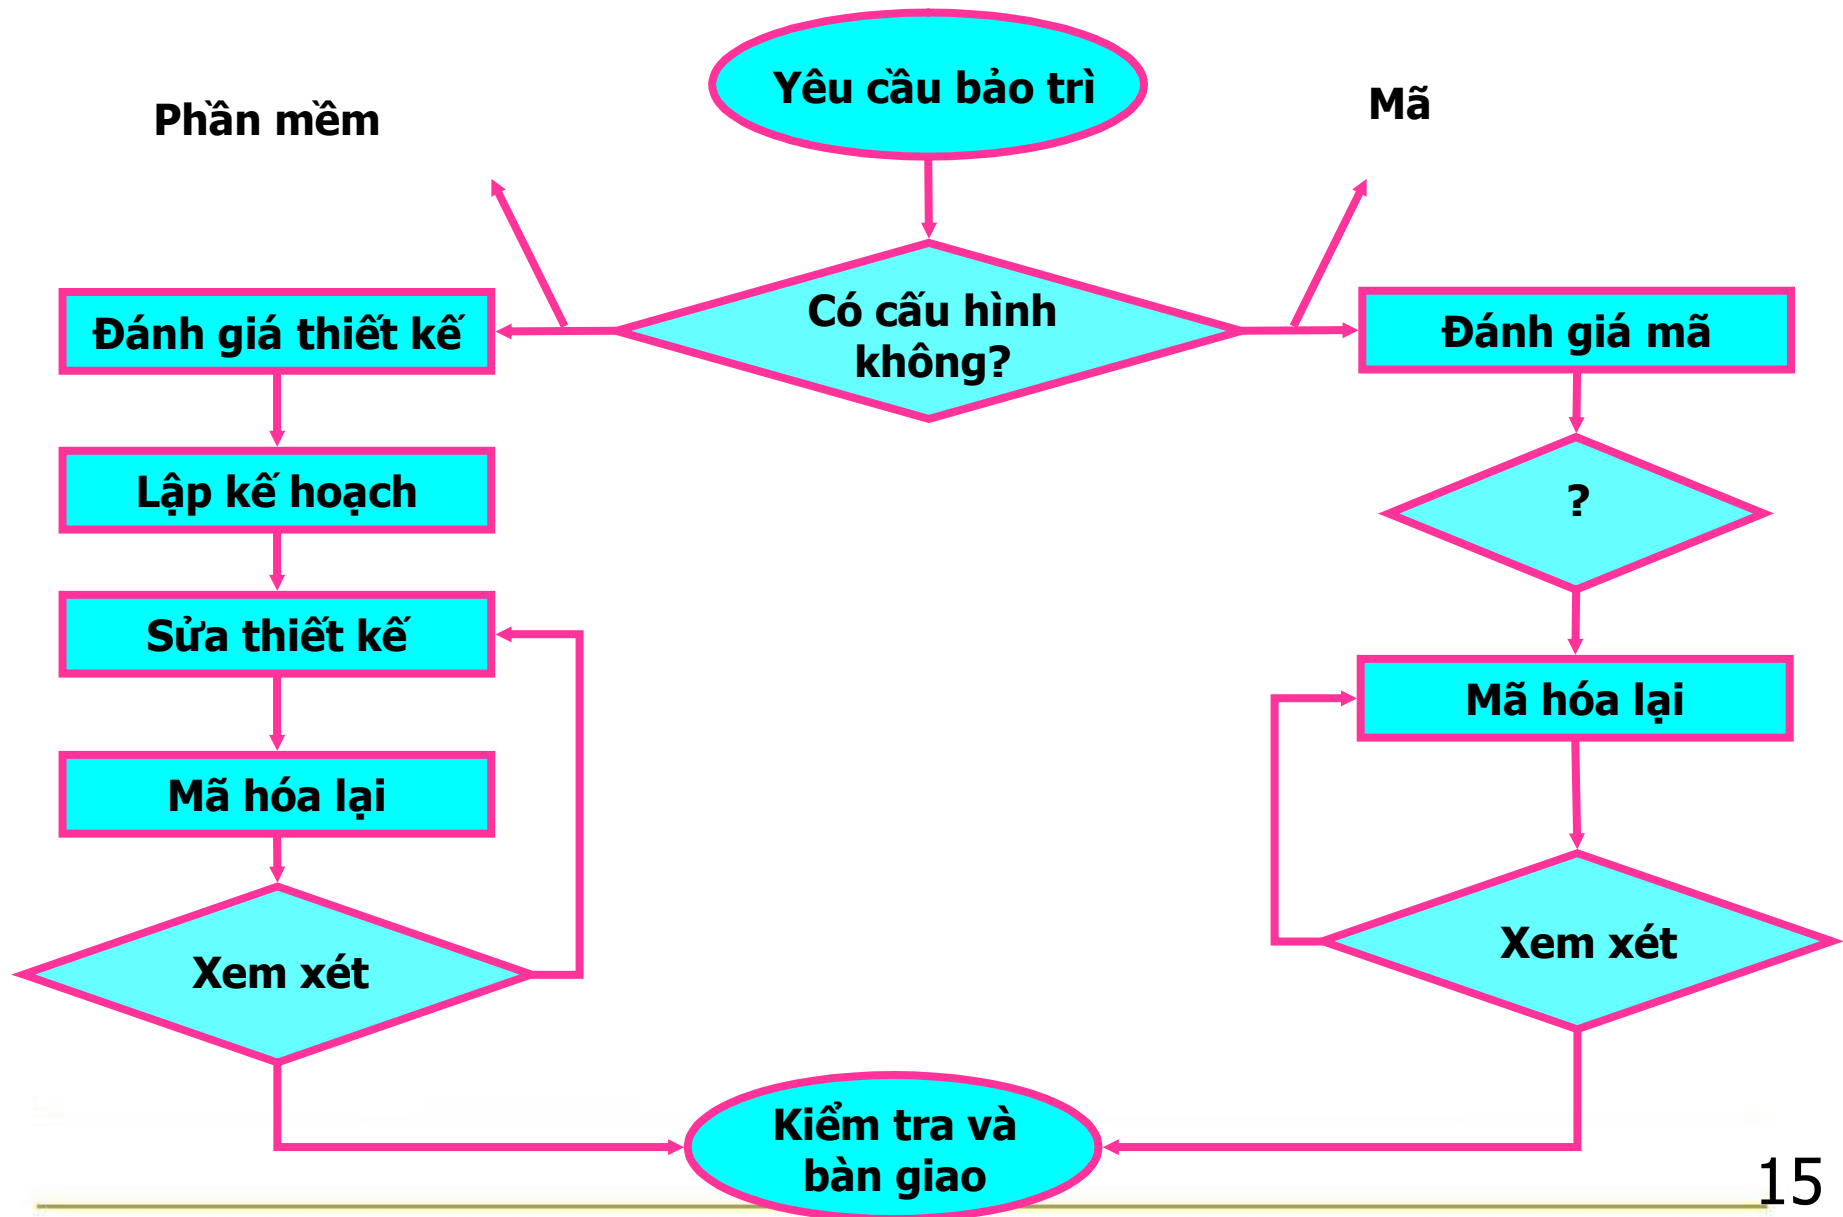 Yêu cầu bảo trì
Phần mềm
Mã
Có cấu hình
không?
Đánh giá thiết kế
Đánh giá mã
Lập kế hoạch
?
Sửa thiết kế
Mã hóa lại
Mã hóa lại
Xem xét
Xem xét
Kiểm tra và
bàn giao
15